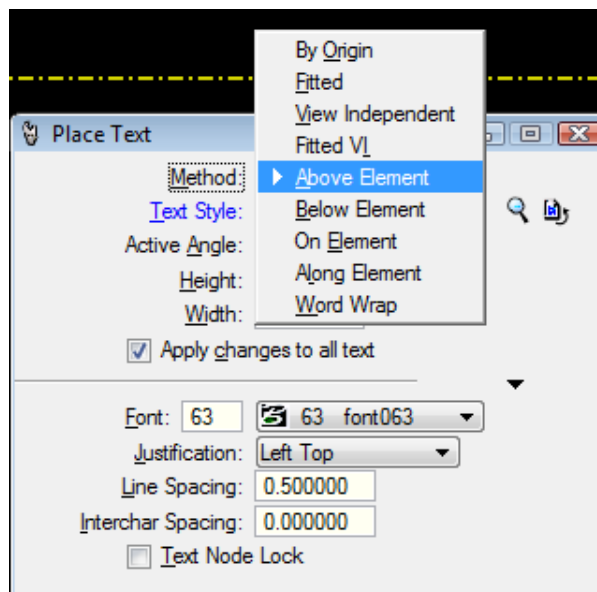 By Origin
Fitted
View Independent
Fitted VI
Place Text
Method:
Above Element
Text Style:
Below Element
Active Angle:
On Element
Height:
Along Element
Width:
Word Wrap
Apply changes to all text
Font: 63 63 font063
Justification: Left Top
Line Spacing: 0.500000
Interchar Spacing: 0.000000
Text Node Lock